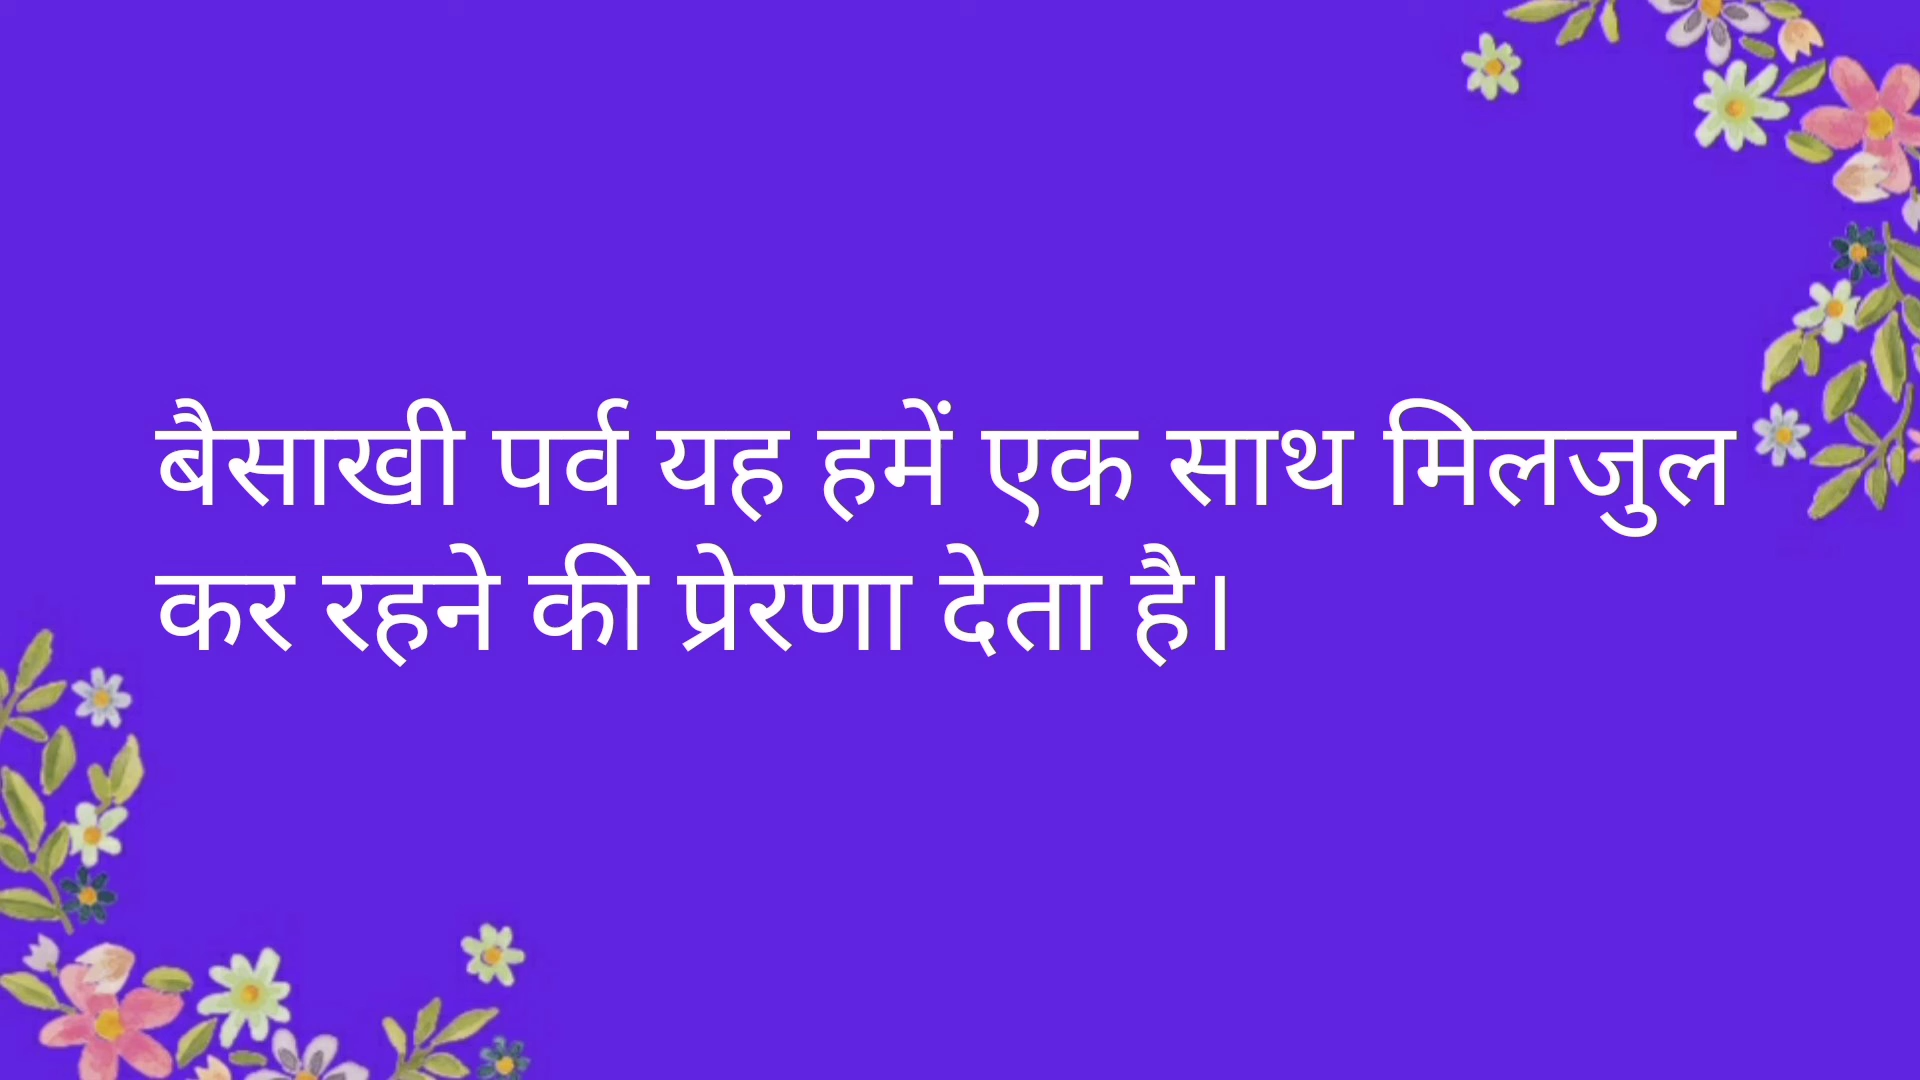 बैसाखी पर्व यह हमें एक साथ मिलजुल
कर रहने की प्रेरणा देता है।